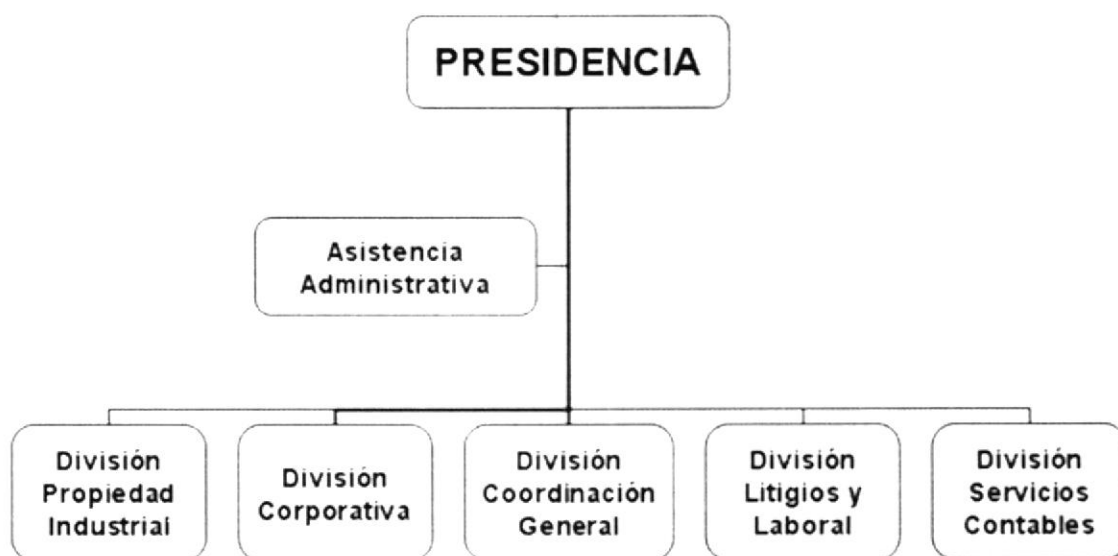 PRESIDENCIA
Asistencia
Administrativa
División
Propiedad
Industrial
División
Corporativa
División
Coordinación
General
División
Litigios y
Laboral
División
Servicios
Contables